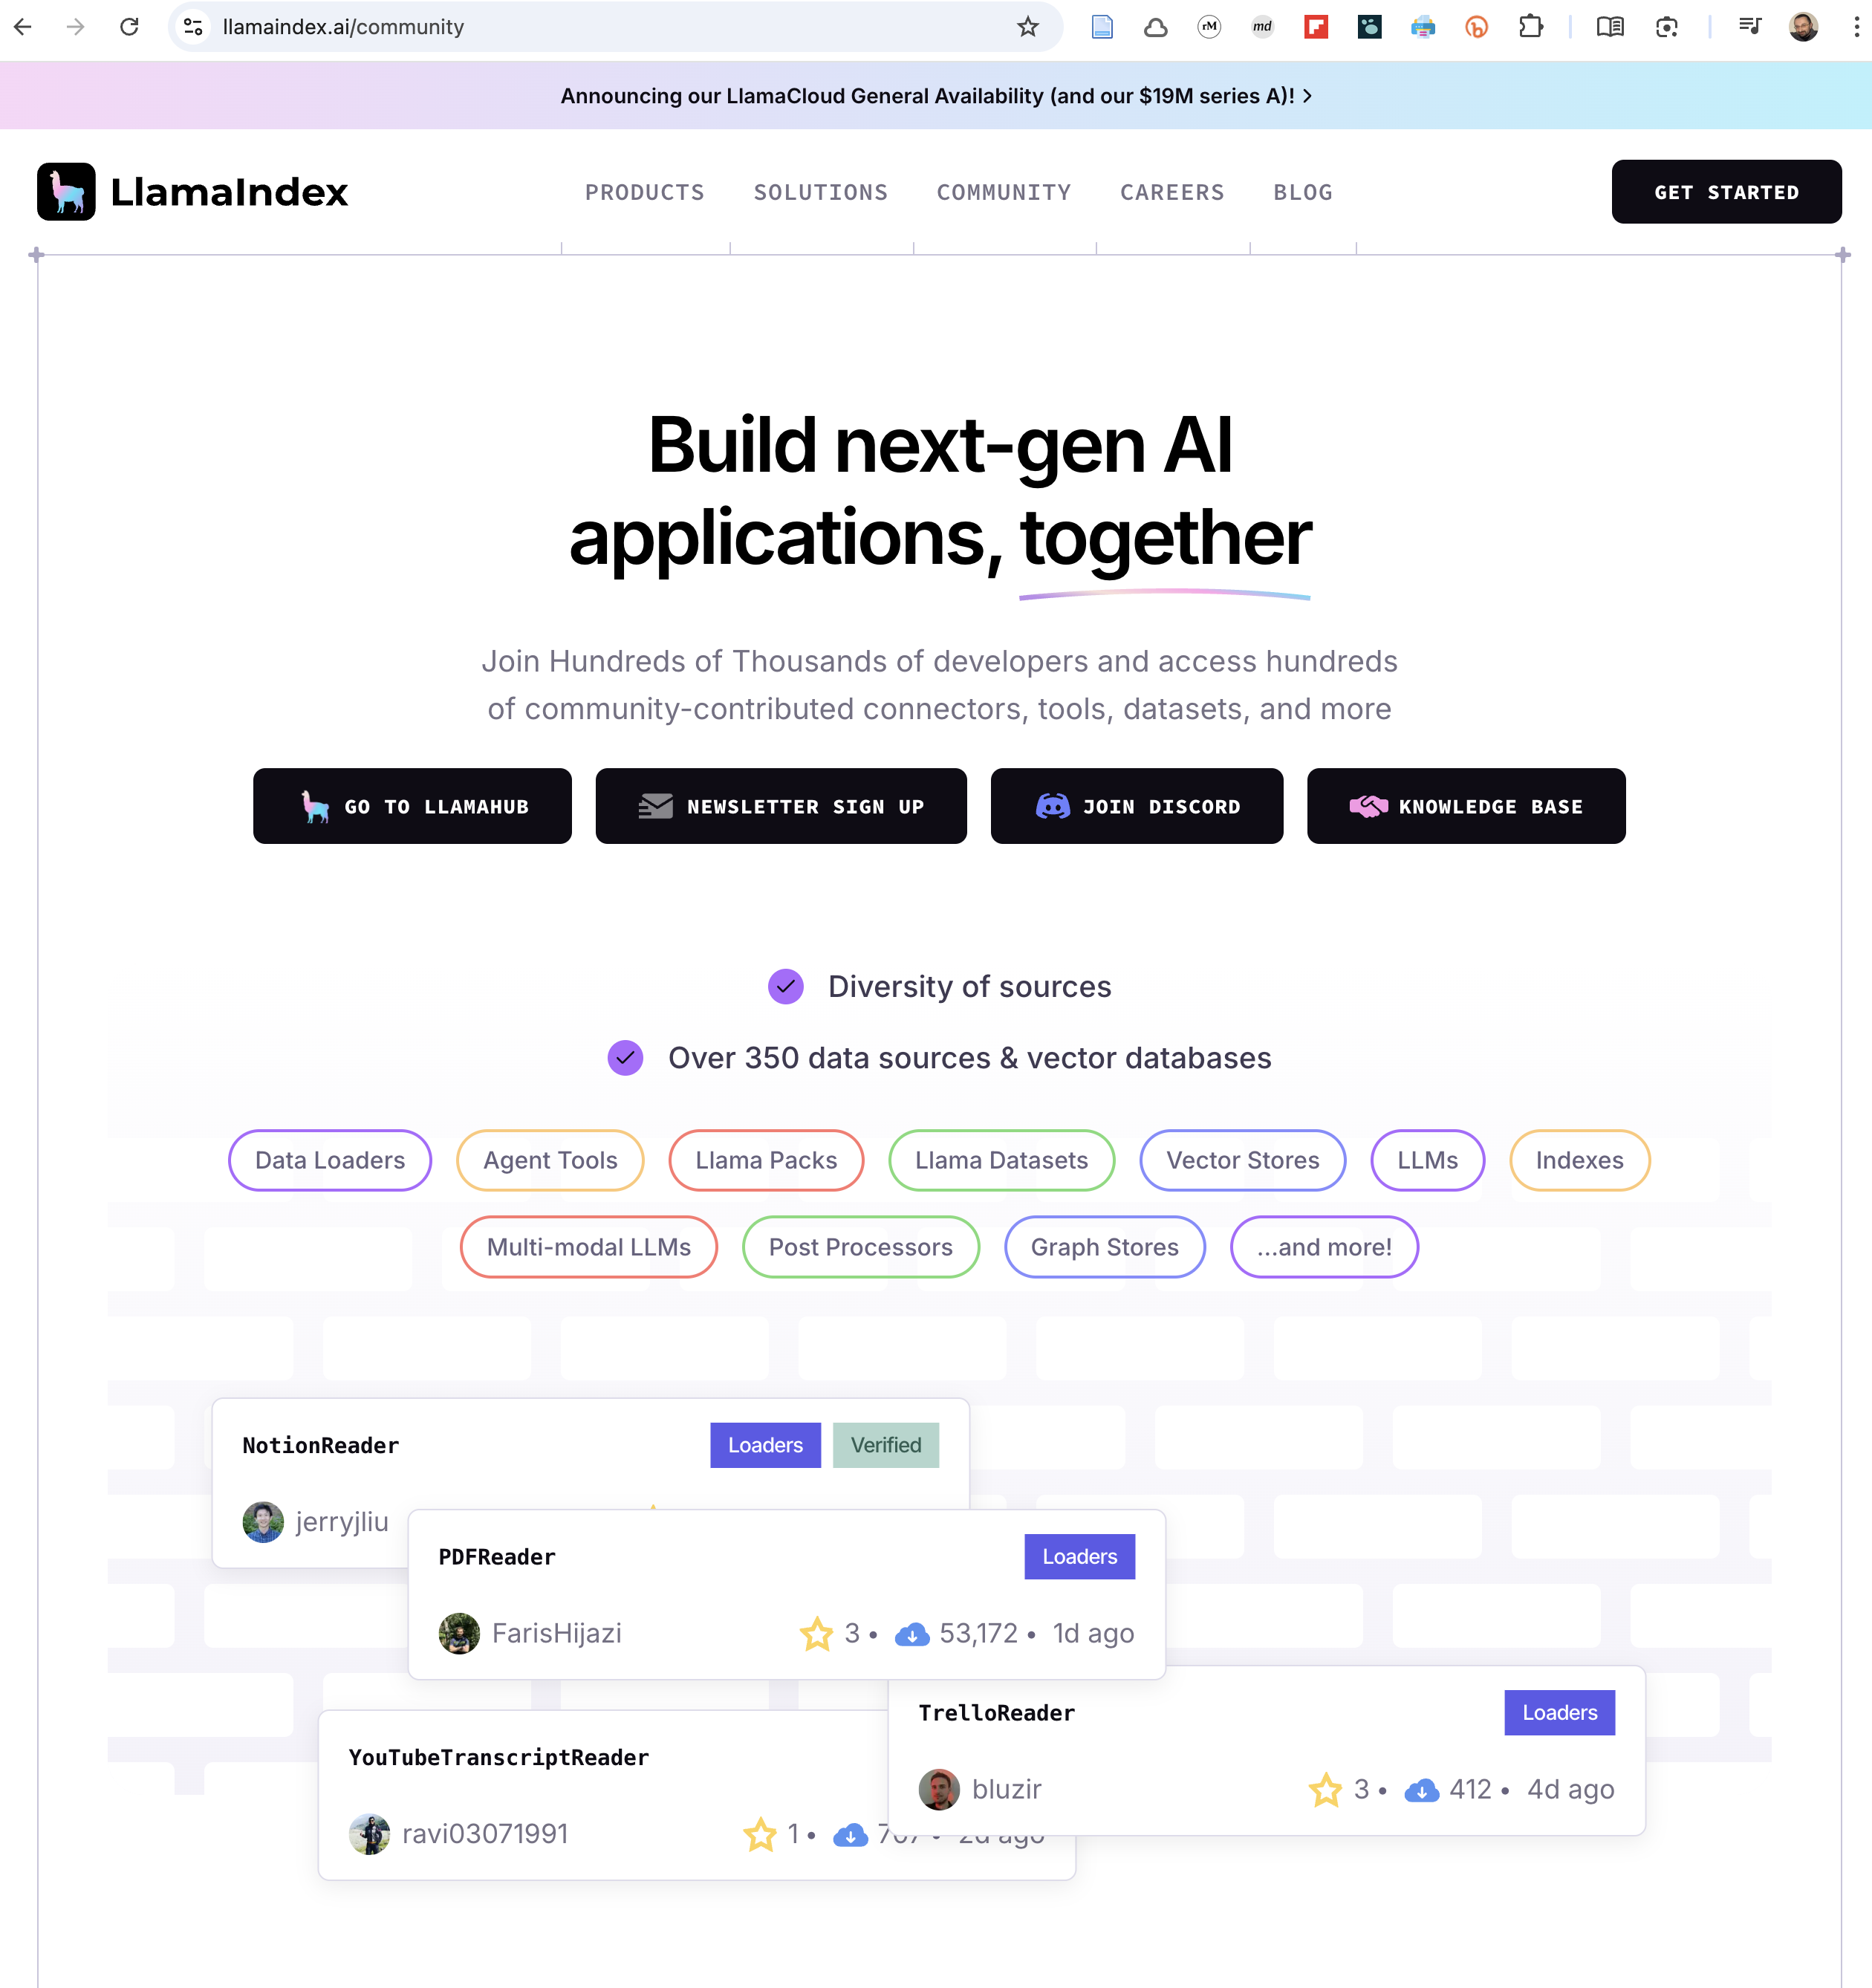 llamaindex.ai/community
rM
md
Announcing our LlamaCloud General Availability (and our $19M series A)!
LlamaIndex
PRODUCTS SOLUTIONS COMMUNITY CAREERS BLOG
GET STARTED
Build next-gen AI
applications, together
Join Hundreds of Thousands of developers and access hundreds
of community-contributed connectors, tools, datasets, and more
GO TO LLAMAHUB
NEWSLETTER SIGN UP
JOIN DISCORD
KNOWLEDGE BASE
Diversity of sources
Over 350 data sources & vector databases
Data Loaders
Agent Tools
Llama Packs
Llama Datasets
Vector Stores
LLMs
Indexes
Multi-modal LLMs
Post Processors
Graph Stores
...and more!
NotionReader
Loaders Verified
jerryjliu
PDFReader
Loaders
FarisHijazi
3 • 53,172 • 1d ago
TrelloReader
Loaders
bluzir
3 • 412 • 4d ago
YouTubeTranscriptReader
ravi03071991
1 •